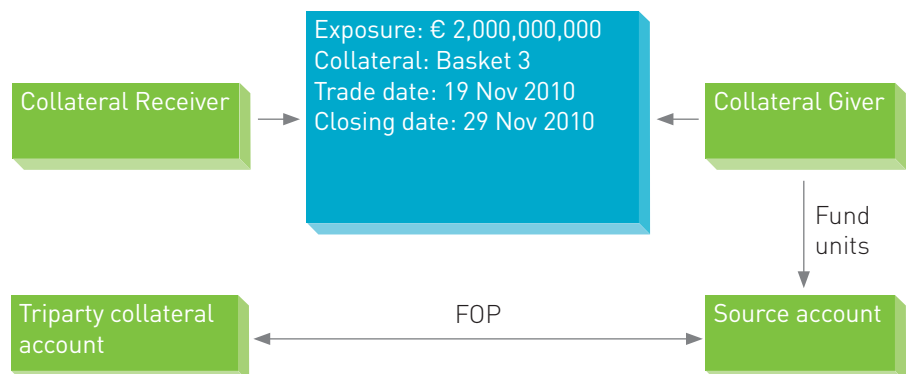 Exposure: € 2,000,000,000
Collateral: Basket 3
Trade date: 19 Nov 2010
Closing date: 29 Nov 2010
Collateral Receiver
Collateral Giver
Fund
units
Triparty collateral
account
FOP
Source account